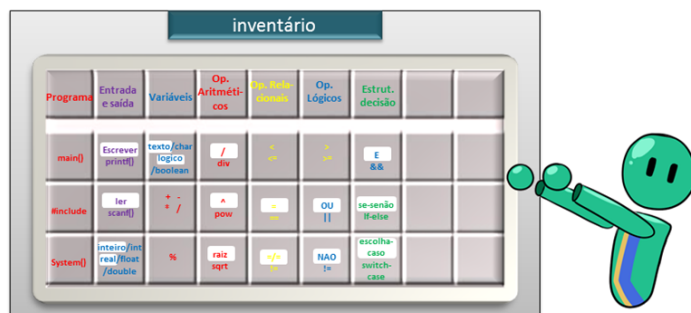 inventário
Programa Entrada e saída Variáveis Op. Aritméti-cos Op. Rela-cionais Op. Lógicos Estrut. decisão
main() Escrever printf() texto/char logico /boolean / div < <= > >= E &&
#include ler scanf() + - * / ^ pow = == OU || se-senão If-else
System() inteiro/int real/float /double % raiz sqrt =/= != NAO != escolha-caso switch-case